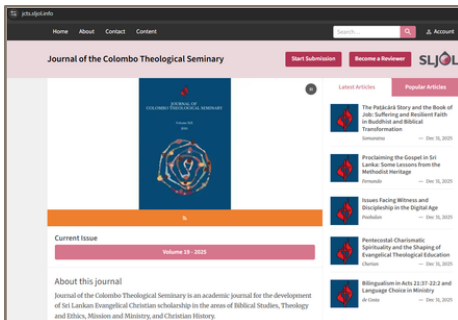 jcts.sljol.info
Home About Contact Content
Search...
Account
Journal of the Colombo Theological Seminary
Start Submission
Become a Reviewer
SLJOL
JOURNAL OF
COLOMBO THEOLOGICAL SEMINARY
Current Issue
Volume 19 - 2025
About this journal
Journal of the Colombo Theological Seminary is an academic journal for the development
of Sri Lankan Evangelical Christian scholarship in the areas of Biblical Studies, Theology
and Ethics, Mission and Ministry, and Christian History.
Latest Articles
Popular Articles
The Paṭācārā Story and the Book of
Job: Suffering and Resilient Faith
in Buddhist and Biblical
Transformation
— Dec 31, 2025
Proclaiming the Gospel in Sri
Lanka: Some Lessons from the
Methodist Heritage
Fernando — Dec 31, 2025
Issues Facing Witness and
Discipleship in the Digital Age
— Dec 31, 2025
Pentecostal-Charismatic
Spirituality and the Shaping of
Evangelical Theological Education
Cherian — Dec 31, 2025
Bilingualism in Acts 21:37-22:2 and
Language Choice in Ministry
de Costa — Dec 31, 2025